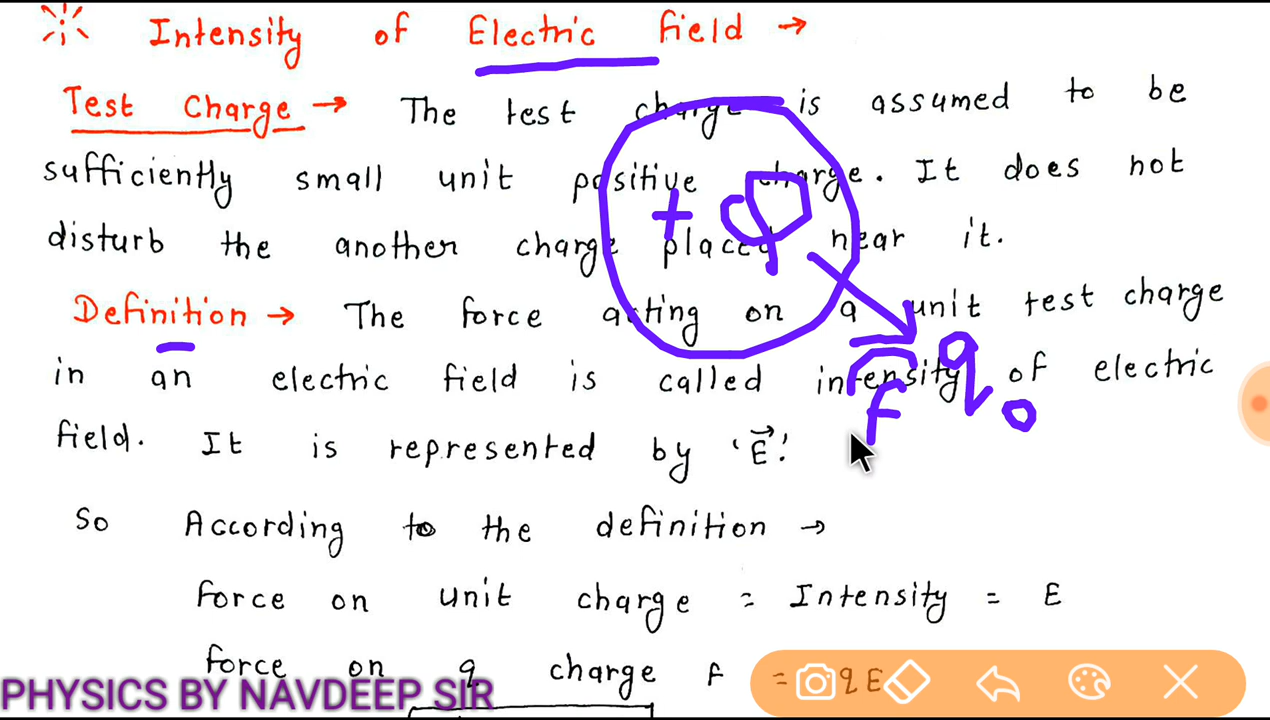 Intensity of Electric field →
Test Charge → The test charge is assumed to be
sufficiently small unit positive charge. It does not
disturb the another charge placed near it.
+ Q
Definition → The force acting on a unit test charge
in an electric field is called intensity of electric
field. It is represented by 'E⃗'.
F q₀
So According to the definition →
force on unit charge = Intensity = E
force on q charge F = qE
PHYSICS BY NAVDEEP SIR